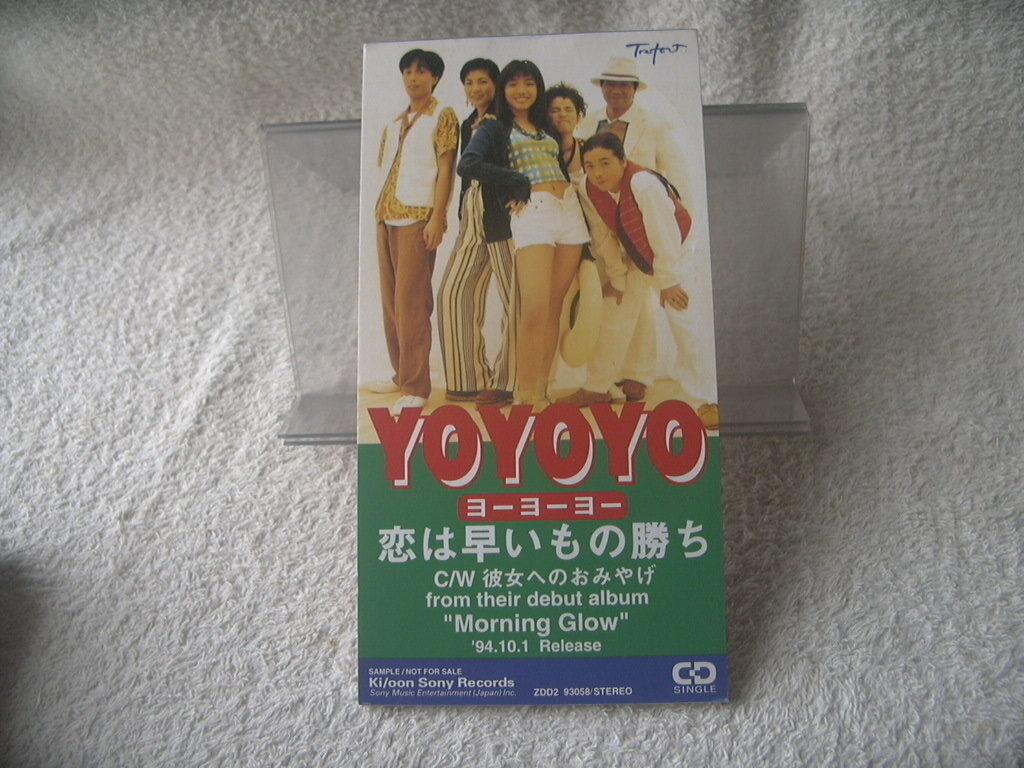 YOYOYO
ヨーヨーヨー
恋は早いもの勝ち
C/W 彼女へのおみやげ
from their debut album
"Morning Glow"
'94.10.1 Release
SAMPLE/NOT FOR SALE
Ki/oon Sony Records
Sony Music Entertainment (Japan) Inc.
ZDD2 93058/STEREO
CD
SINGLE